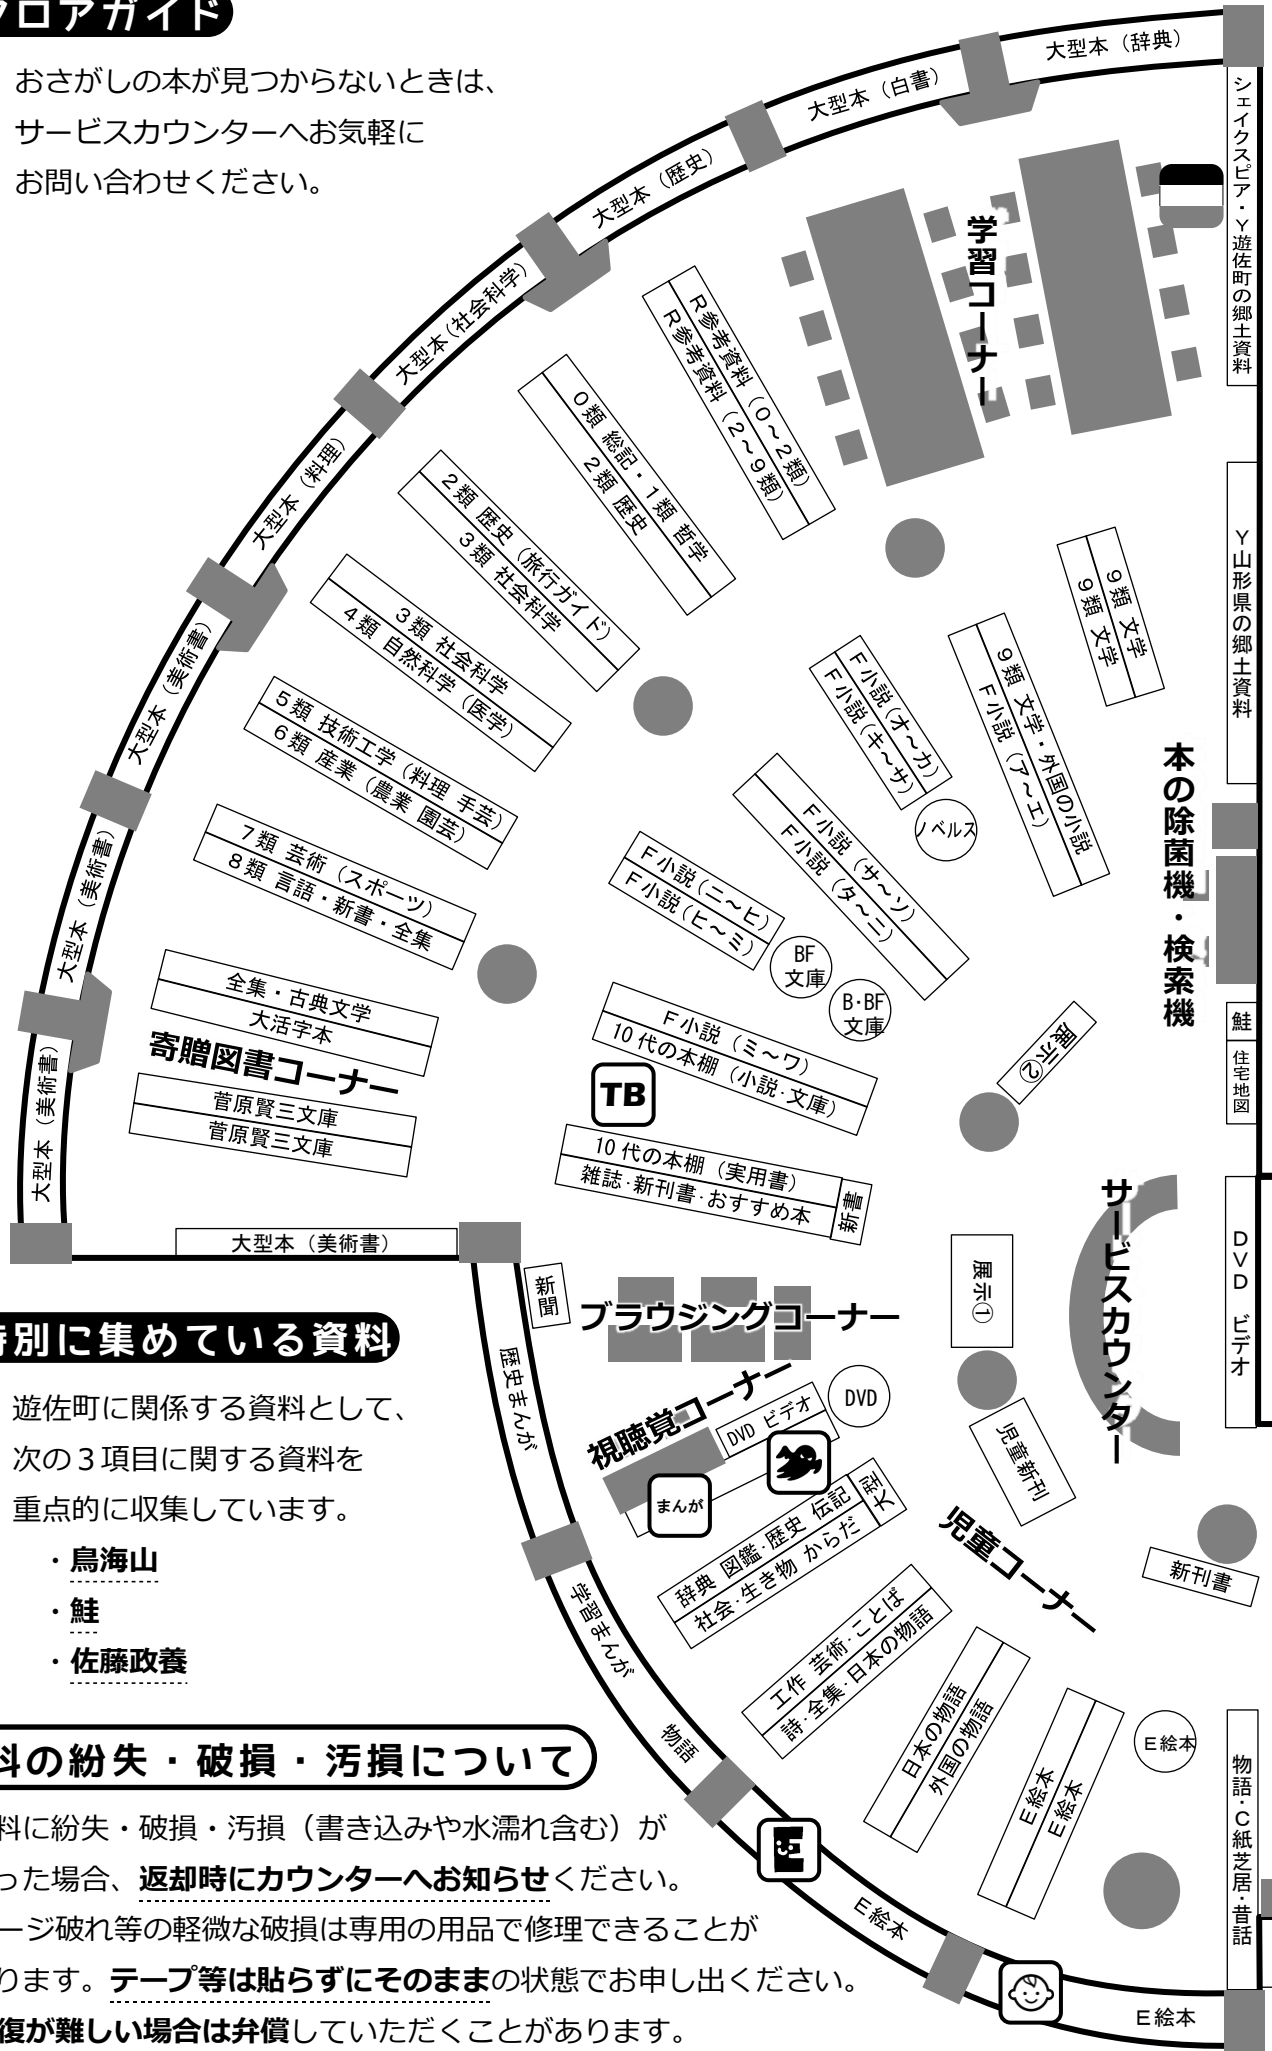 フロアガイド
おさがしの本が見つからないときは、
サービスカウンターへお気軽に
お問い合わせください。
大型本（辞典）
大型本（白書）
大型本（歴史）
大型本（社会科学）
大型本（料理）
大型本（美術書）
大型本（美術書）
大型本（美術書）
大型本（美術書）
シェイクスピア・Ｙ遊佐町の郷土資料
Ｙ山形県の郷土資料
学習コーナー
Ｒ参考資料（０～２類）
Ｒ参考資料（２～９類）
０類 総記・１類 哲学
２類 歴史
２類 歴史（旅行ガイド）
３類 社会科学
３類 社会科学
４類 自然科学（医学）
５類 技術工学（料理 手芸）
６類 産業（農業 園芸）
７類 芸術（スポーツ）
８類 言語・新書・全集
全集・古典文学
大活字本
寄贈図書コーナー
菅原賢三文庫
菅原賢三文庫
９類 文学
９類 文学
９類 文学・外国の小説
Ｆ小説（ア～エ）
Ｆ小説（オ～カ）
Ｆ小説（キ～サ）
ノベルス
Ｆ小説（サ～ソ）
Ｆ小説（タ～ニ）
Ｆ小説（ニ～ヒ）
Ｆ小説（ヒ～ミ）
BF
文庫
B・BF
文庫
Ｆ小説（ミ～ワ）
10代の本棚（小説・文庫）
TB
10代の本棚（実用書）
雑誌・新刊書・おすすめ本
新書
本の除菌機・検索機
鮭
住宅地図
展示②
展示①
サービスカウンター
ＤＶＤ ビデオ
新聞
ブラウジングコーナー
視聴覚コーナー
DVD ビデオ
DVD
まんが
歴史まんが
学習まんが
物語
Ｅ絵本
Ｅ絵本
辞典 図鑑・歴史 伝記
社会・生き物 からだ
大型
工作 芸術・ことば
詩・全集・日本の物語
日本の物語
外国の物語
Ｅ絵本
Ｅ絵本
Ｅ絵本
児童新刊
児童コーナー
新刊書
物語・Ｃ紙芝居・昔話
E
特別に集めている資料
遊佐町に関係する資料として、
次の３項目に関する資料を
重点的に収集しています。
・鳥海山
・鮭
・佐藤政養
料の紛失・破損・汚損について
料に紛失・破損・汚損（書き込みや水濡れ含む）が
った場合、返却時にカウンターへお知らせください。
ージ破れ等の軽微な破損は専用の用品で修理できることが
ります。テープ等は貼らずにそのままの状態でお申し出ください。
復が難しい場合は弁償していただくことがあります。